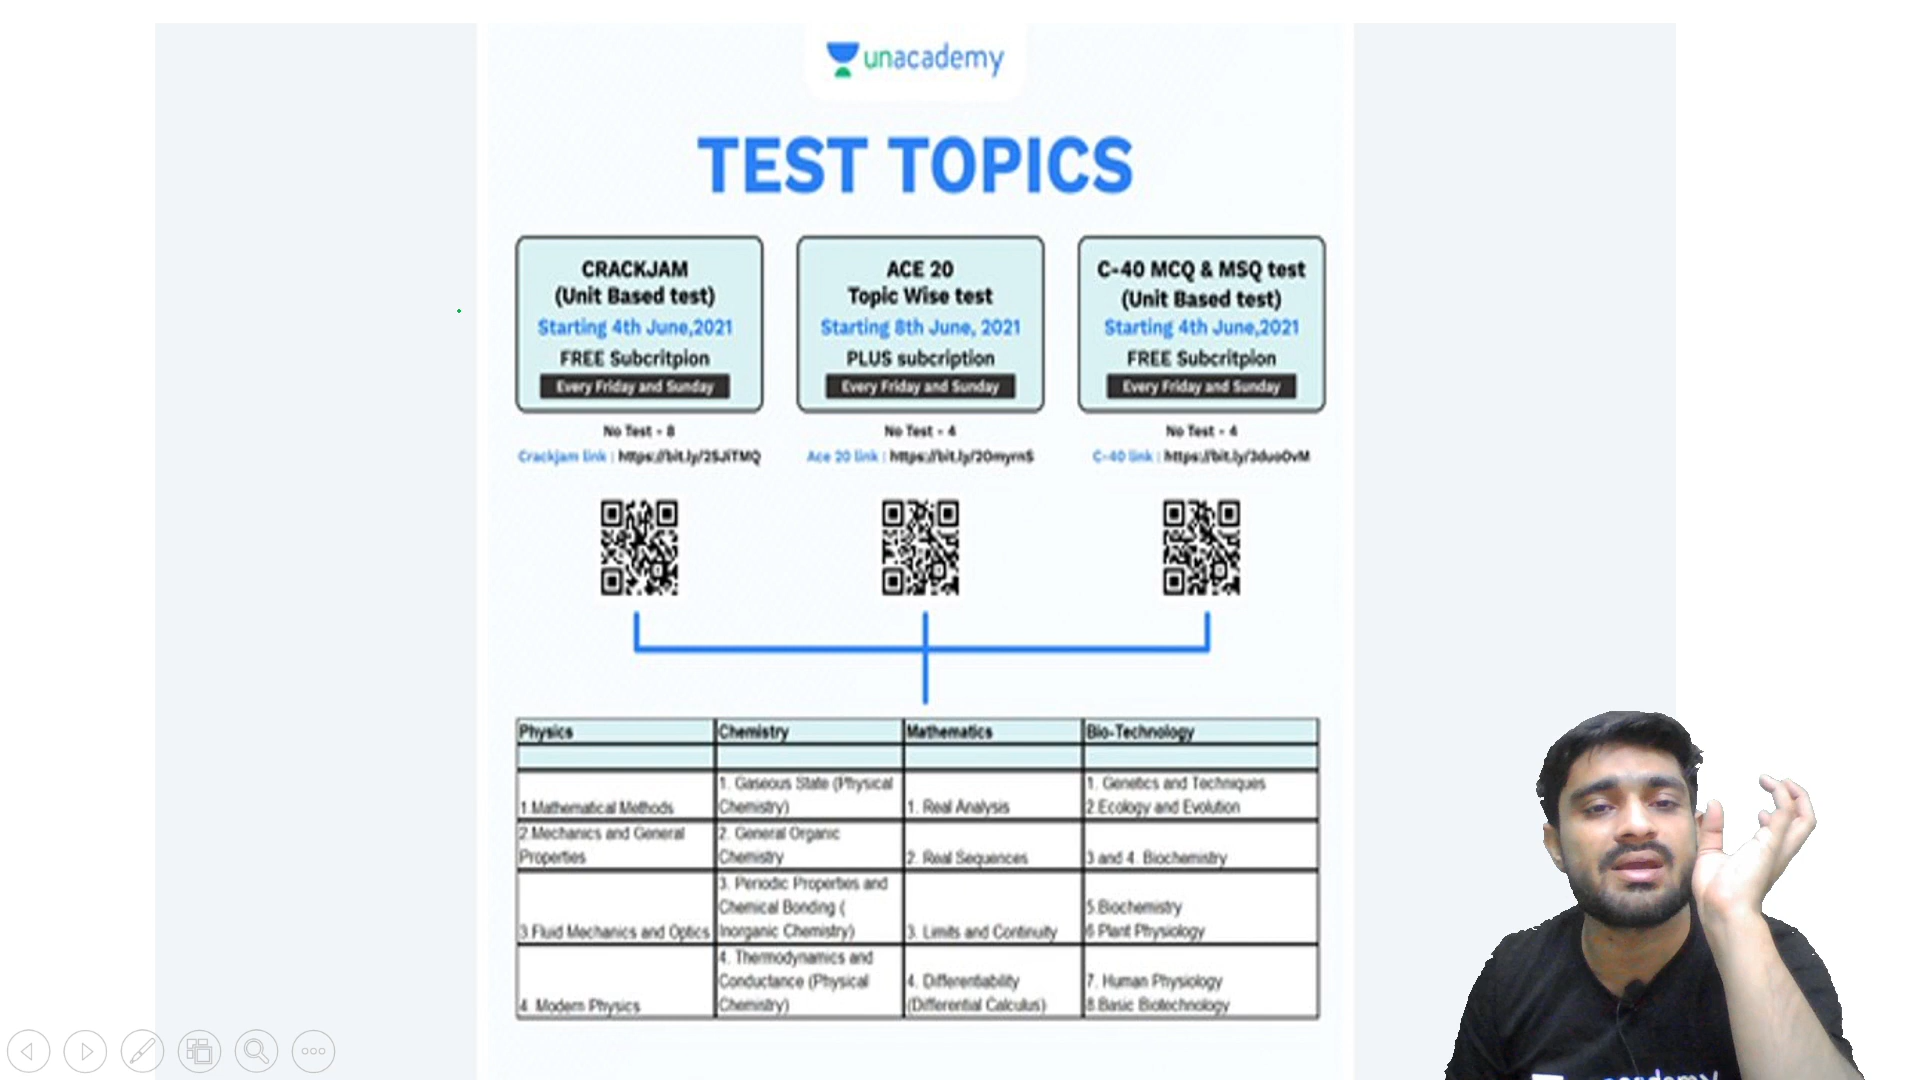 unacademy
TEST TOPICS
CRACKJAM
(Unit Based test)
Starting 4th June,2021
FREE Subcritpion
Every Friday and Sunday
No Test - 8
Crackjam link : https://bit.ly/2SJiTMQ
ACE 20
Topic Wise test
Starting 8th June, 2021
PLUS subcription
Every Friday and Sunday
No Test - 4
Ace 20 link :
C-40 MCQ & MSQ test
(Unit Based test)
Starting 4th June,2021
FREE Subcritpion
Every Friday and Sunday
No Test - 4
C-40 link :
Physics Chemistry Mathematics Bio-Technology
1.Mathematical Methods
1. Gaseous State (Physical
Chemistry)
1. Real Analysis
1. Genetics and Techniques
2.Ecology and Evolution
2.Mechanics and General
Properties
2. General Organic
Chemistry
2. Real Sequences
3 and 4. Biochemistry
3.Fluid Mechanics and Optics
3. Periodic Properties and
Chemical Bonding (
Inorganic Chemistry)
3. Limits and Continuity
5.Biochemistry
6 Plant Physiology
4. Modern Physics
4. Thermodynamics and
Conductance (Physical
Chemistry)
4. Differentiability
(Differential Calculus)
7. Human Physiology
8.Basic Biotechnology